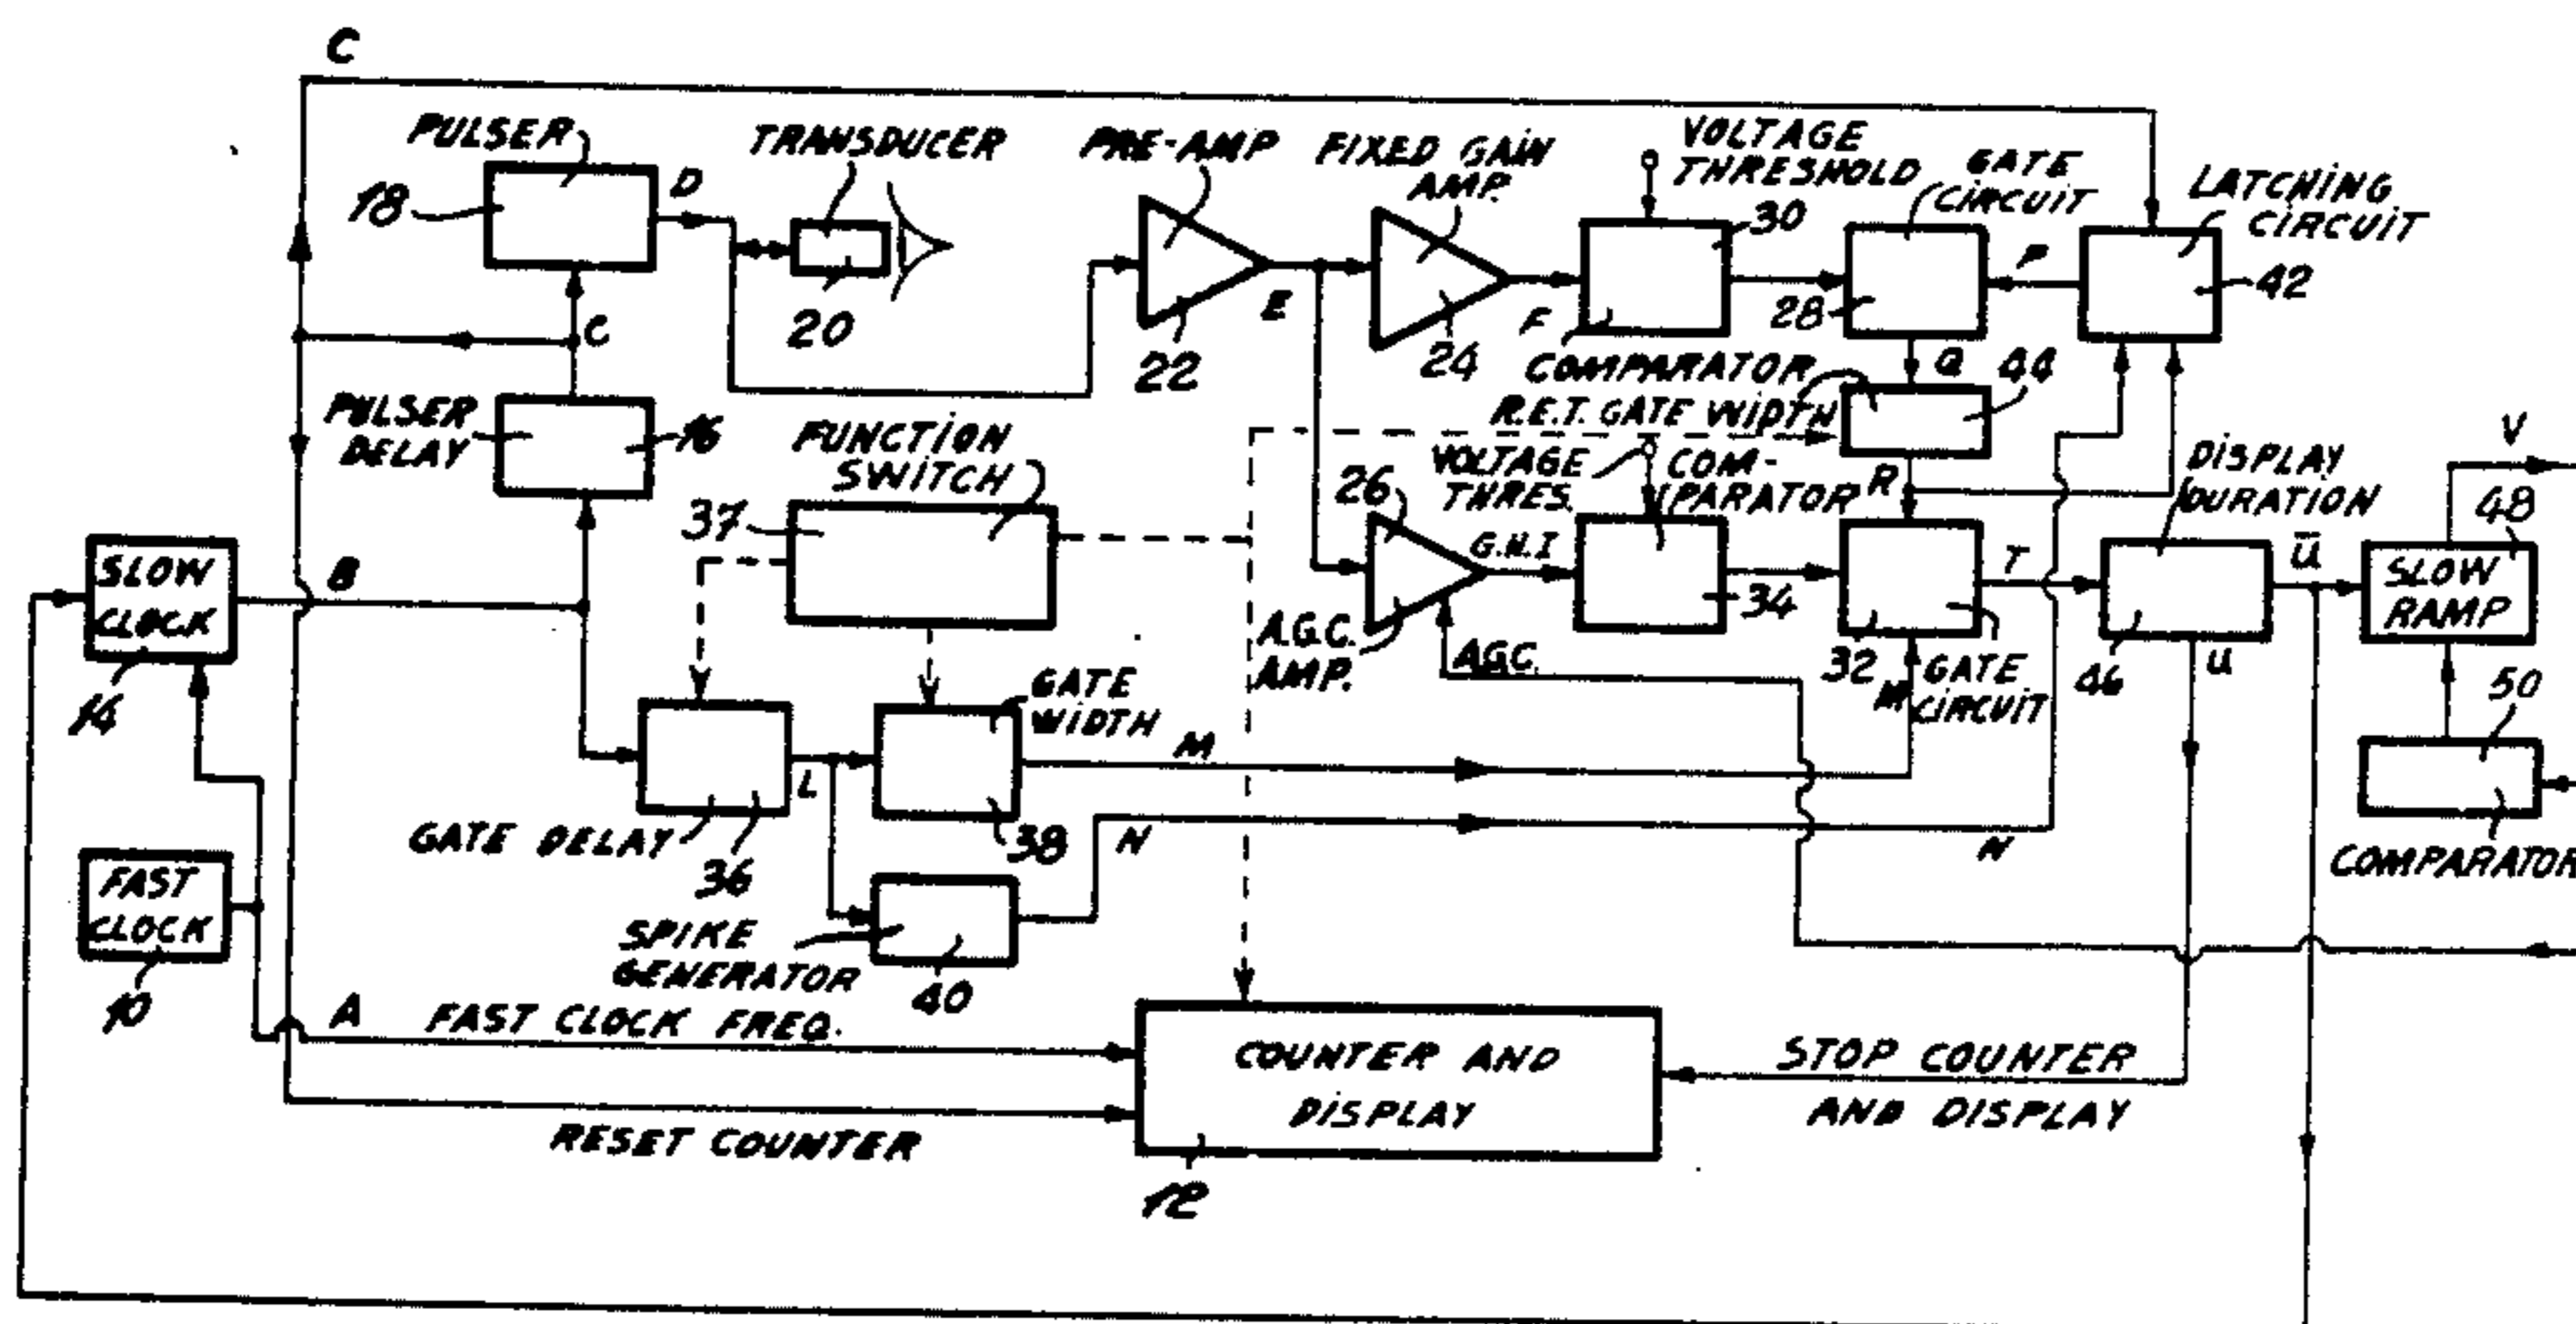 C
PULSER
18
D
TRANSDUCER
20
PRE-AMP
22
E
FIXED GAIN
AMP.
24
F
VOLTAGE
THRESHOLD
30
COMPARATOR
GATE
CIRCUIT
28
P
LATCHING
CIRCUIT
42
Q
44
R.E.T. GATE WIDTH
C
PULSER
DELAY
16
FUNCTION
SWITCH
37
VOLTAGE
THRES.
COM-
PARATOR
R
26
G.H.I
A.G.C.
AMP.
A.G.C.
34
32
GATE
CIRCUIT
M
T
DISPLAY
DURATION
46
U
Ū
V
48
SLOW
RAMP
50
COMPARATOR
SLOW
CLOCK
14
B
GATE DELAY
36
L
GATE
WIDTH
38
M
N
N
SPIKE
GENERATOR
40
FAST
CLOCK
10
A
FAST CLOCK FREQ.
RESET COUNTER
COUNTER AND
DISPLAY
12
STOP COUNTER
AND DISPLAY